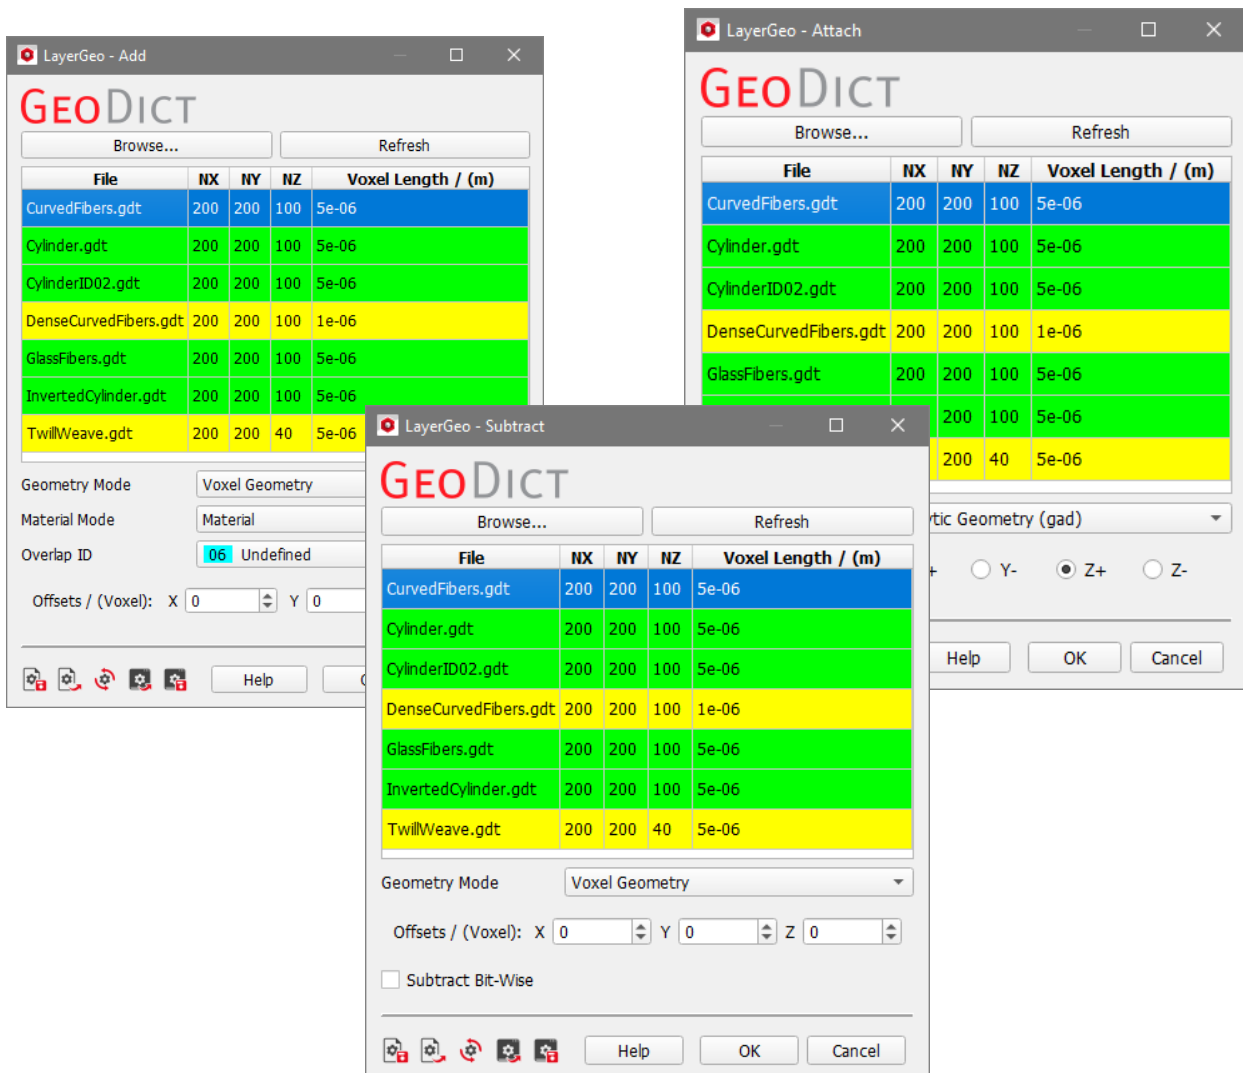 LayerGeo - Add
GEODICT
Browse...
Refresh
File NX NY NZ Voxel Length / (m)
CurvedFibers.gdt 200 200 100 5e-06
Cylinder.gdt 200 200 100 5e-06
CylinderID02.gdt 200 200 100 5e-06
DenseCurvedFibers.gdt 200 200 100 1e-06
GlassFibers.gdt 200 200 100 5e-06
InvertedCylinder.gdt 200 200 100 5e-06
TwillWeave.gdt 200 200 40 5e-06
Geometry Mode Voxel Geometry
Material Mode Material
Overlap ID 06 Undefined
Offsets / (Voxel): X 0 Y 0
Help
LayerGeo - Attach
GEODICT
Browse...
Refresh
File NX NY NZ Voxel Length / (m)
CurvedFibers.gdt 200 200 100 5e-06
Cylinder.gdt 200 200 100 5e-06
CylinderID02.gdt 200 200 100 5e-06
DenseCurvedFibers.gdt 200 200 100 1e-06
GlassFibers.gdt 200 200 100 5e-06
200 100 5e-06
200 40 5e-06
ytic Geometry (gad)
+ Y- Z+ Z-
Help OK Cancel
LayerGeo - Subtract
GEODICT
Browse...
Refresh
File NX NY NZ Voxel Length / (m)
CurvedFibers.gdt 200 200 100 5e-06
Cylinder.gdt 200 200 100 5e-06
CylinderID02.gdt 200 200 100 5e-06
DenseCurvedFibers.gdt 200 200 100 1e-06
GlassFibers.gdt 200 200 100 5e-06
InvertedCylinder.gdt 200 200 100 5e-06
TwillWeave.gdt 200 200 40 5e-06
Geometry Mode Voxel Geometry
Offsets / (Voxel): X 0 Y 0 Z 0
Subtract Bit-Wise
Help OK Cancel